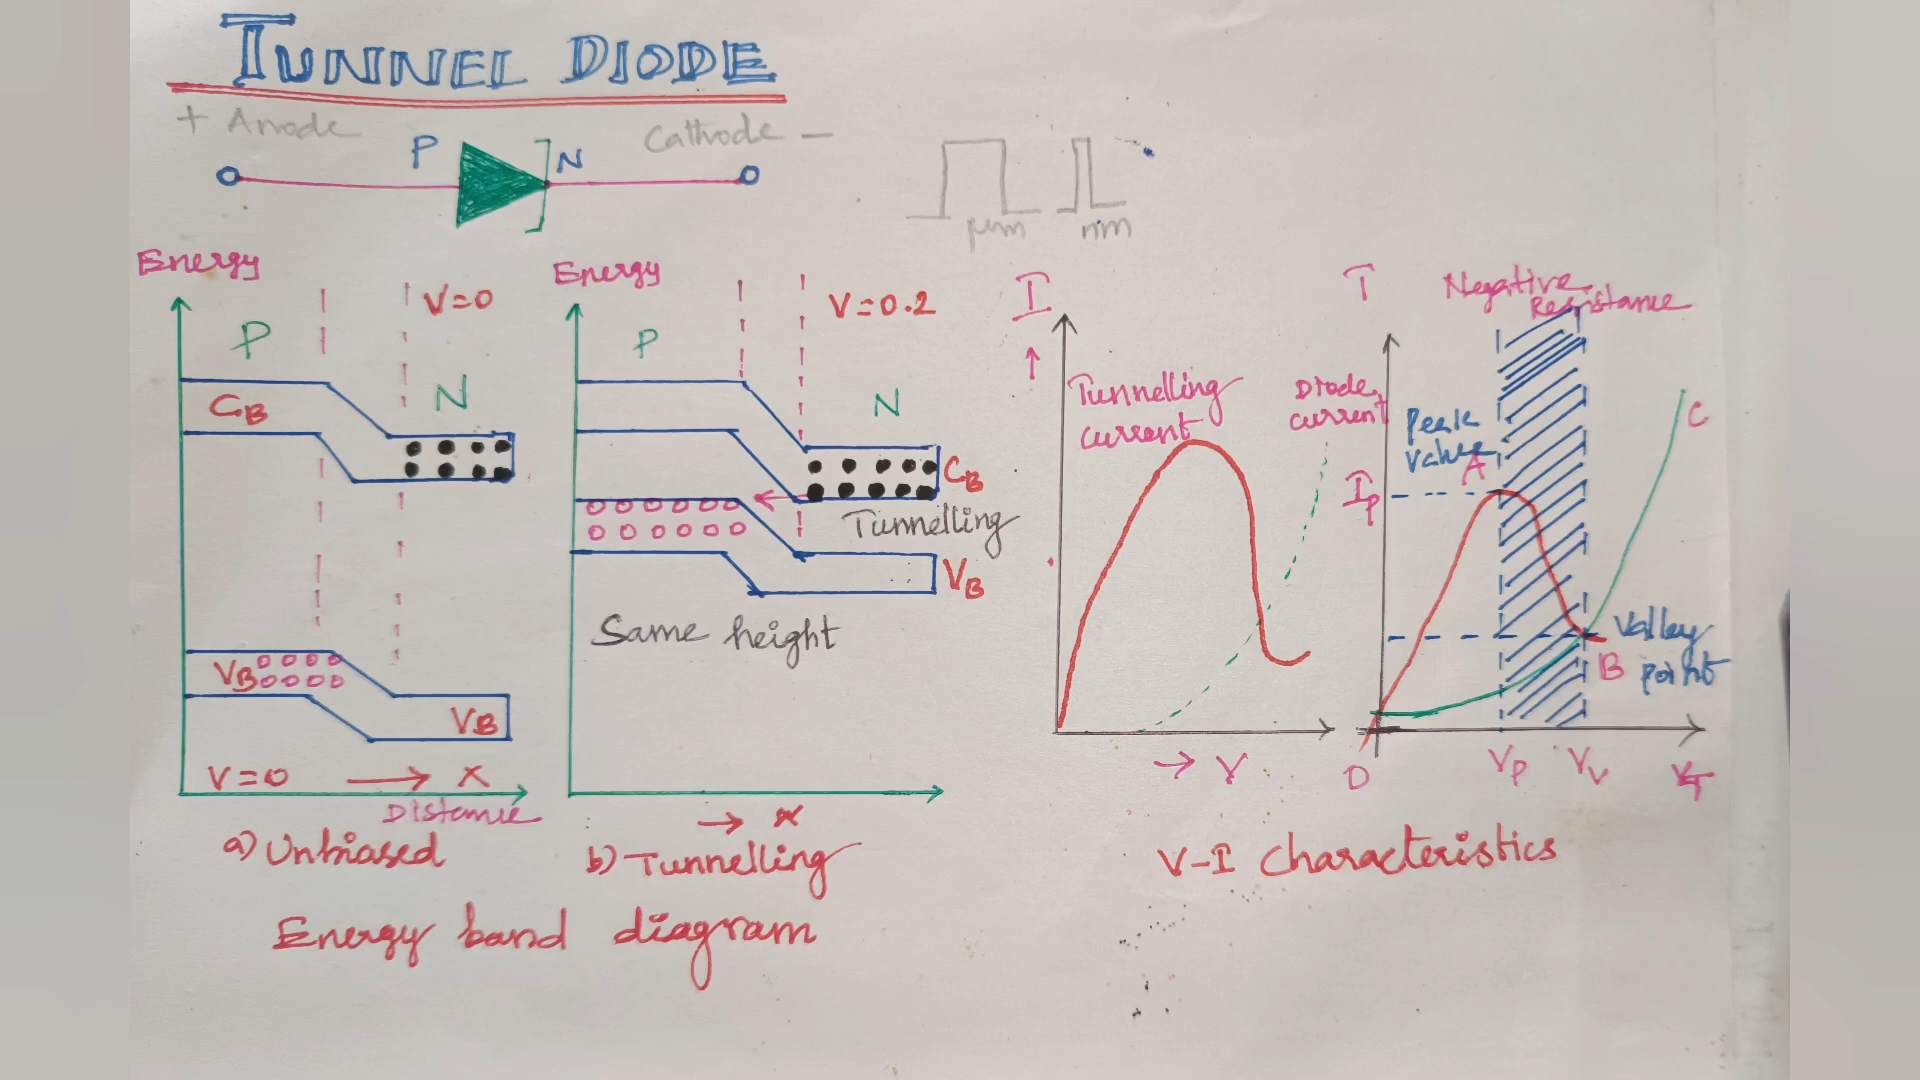 TUNNEL DIODE
+ Anode
Cathode -
P
N
μm
nm
Energy
V=0
P
N
CB
VB
VB
V=0 → X
Distance
a) Unbiased
Energy
V=0.2
P
N
CB
Tunnelling
VB
Same height
→ x
b) Tunnelling
Energy band diagram
I
Tunnelling
current
Diode
current
→ V
I
Negative
Resistance
Peak
Value
A
Ip
C
Valley
point
B
O
Vp
Vv
V-I Characteristics